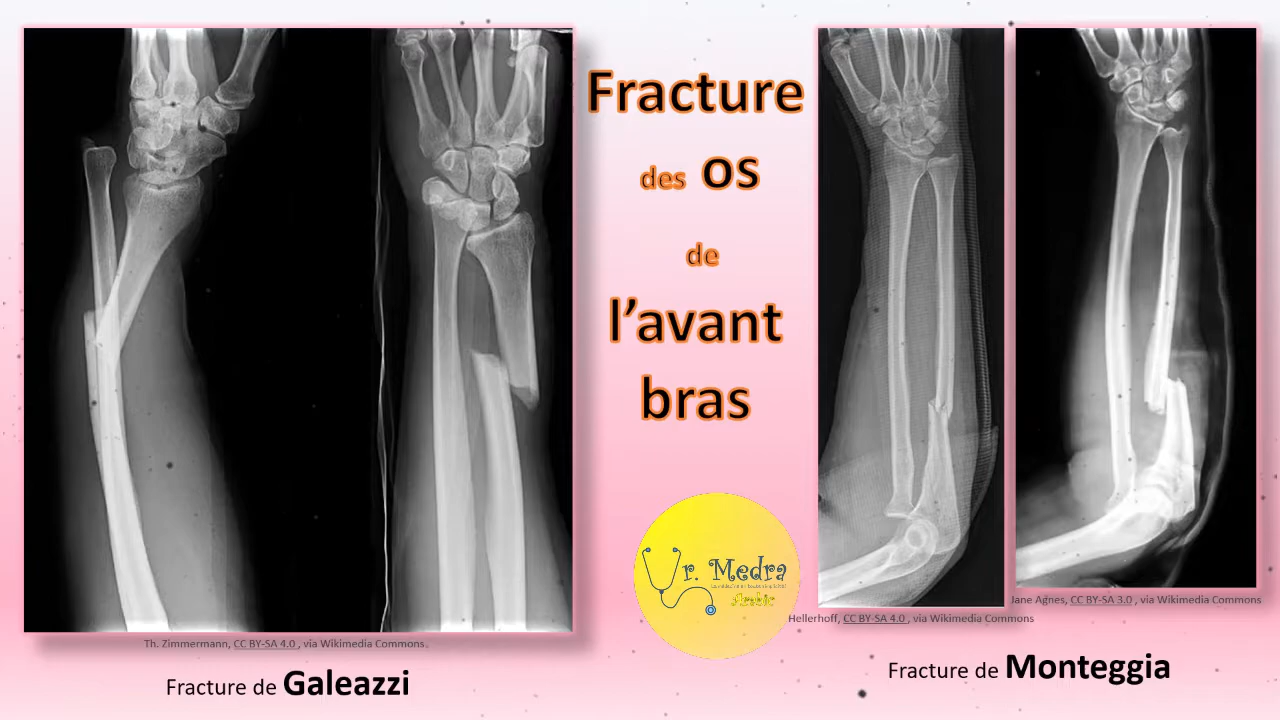 Fracture
des OS
de
l’avant
bras
r. Medra
Arabic
Th. Zimmermann, CC BY-SA 4.0 , via Wikimedia Commons.
Fracture de Galeazzi
Jane Agnes, CC BY-SA 3.0 , via Wikimedia Commons
Hellerhoff, CC BY-SA 4.0 , via Wikimedia Commons
Fracture de Monteggia